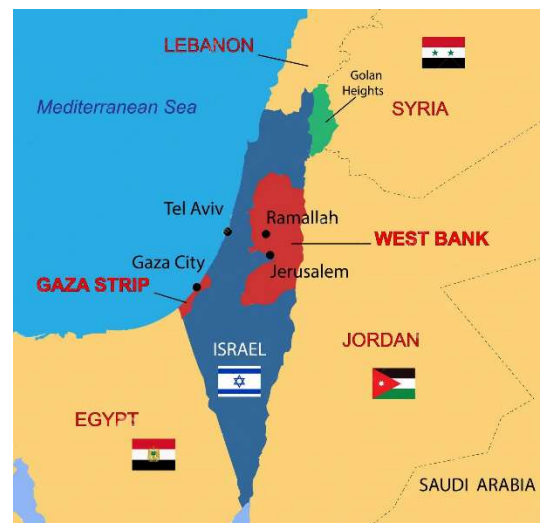 LEBANON
Golan
Heights
Mediterranean Sea
SYRIA
Tel Aviv
Ramallah
WEST BANK
Gaza City
Jerusalem
GAZA STRIP
ISRAEL
JORDAN
EGYPT
SAUDI ARABIA